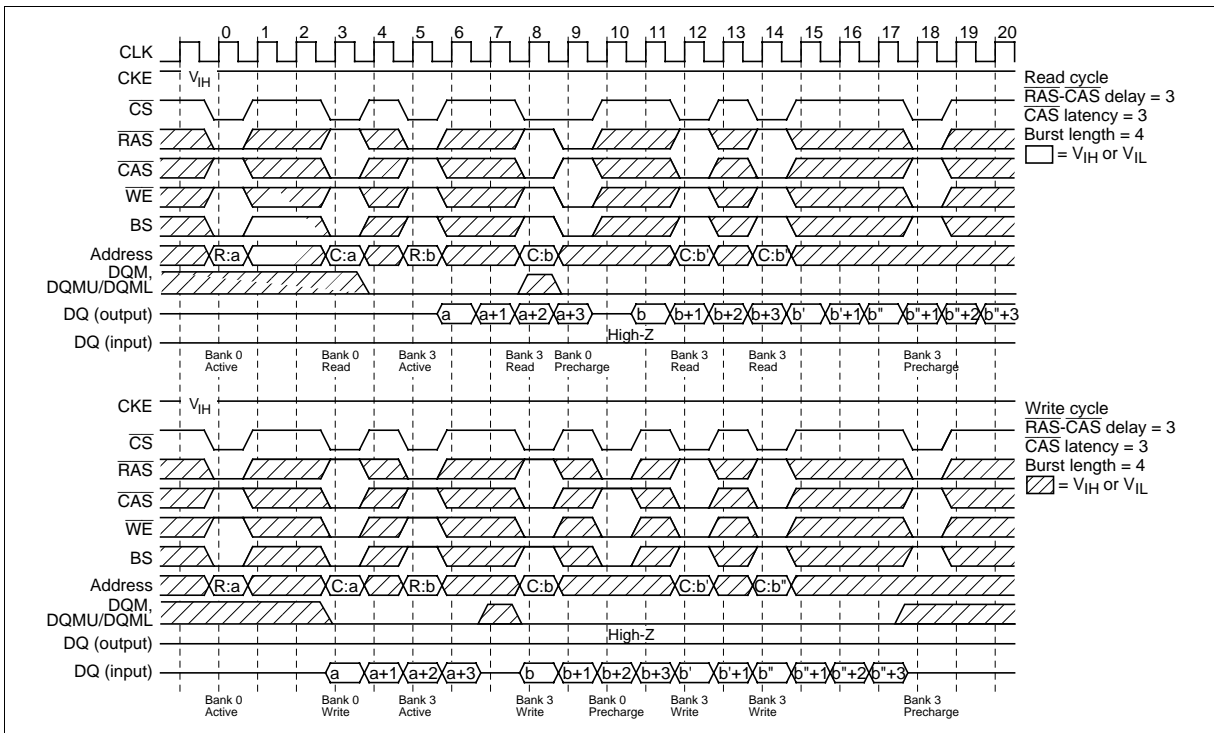 0 1 2 3 4 5 6 7 8 9 10 11 12 13 14 15 16 17 18 19 20
CLK
CKE VIH
CS
RAS
CAS
WE
BS
Address R:a C:a R:b C:b C:b' C:b"
DQM,
DQMU/DQML
DQ (output) a a+1 a+2 a+3 b b+1 b+2 b+3 b' b'+1 b" b"+1 b"+2 b"+3
High-Z
DQ (input)
Bank 0 Active
Bank 0 Read
Bank 3 Active
Bank 3 Read
Bank 0 Precharge
Bank 3 Read
Bank 3 Read
Bank 3 Precharge
Read cycle
RAS-CAS delay = 3
CAS latency = 3
Burst length = 4
= VIH or VIL
CKE VIH
CS
RAS
CAS
WE
BS
Address R:a C:a R:b C:b C:b' C:b"
DQM,
DQMU/DQML
DQ (output)
High-Z
DQ (input) a a+1 a+2 a+3 b b+1 b+2 b+3 b' b'+1 b" b"+1 b"+2 b"+3
Bank 0 Active
Bank 0 Write
Bank 3 Active
Bank 3 Write
Bank 0 Precharge
Bank 3 Write
Bank 3 Write
Bank 3 Precharge
Write cycle
RAS-CAS delay = 3
CAS latency = 3
Burst length = 4
= VIH or VIL